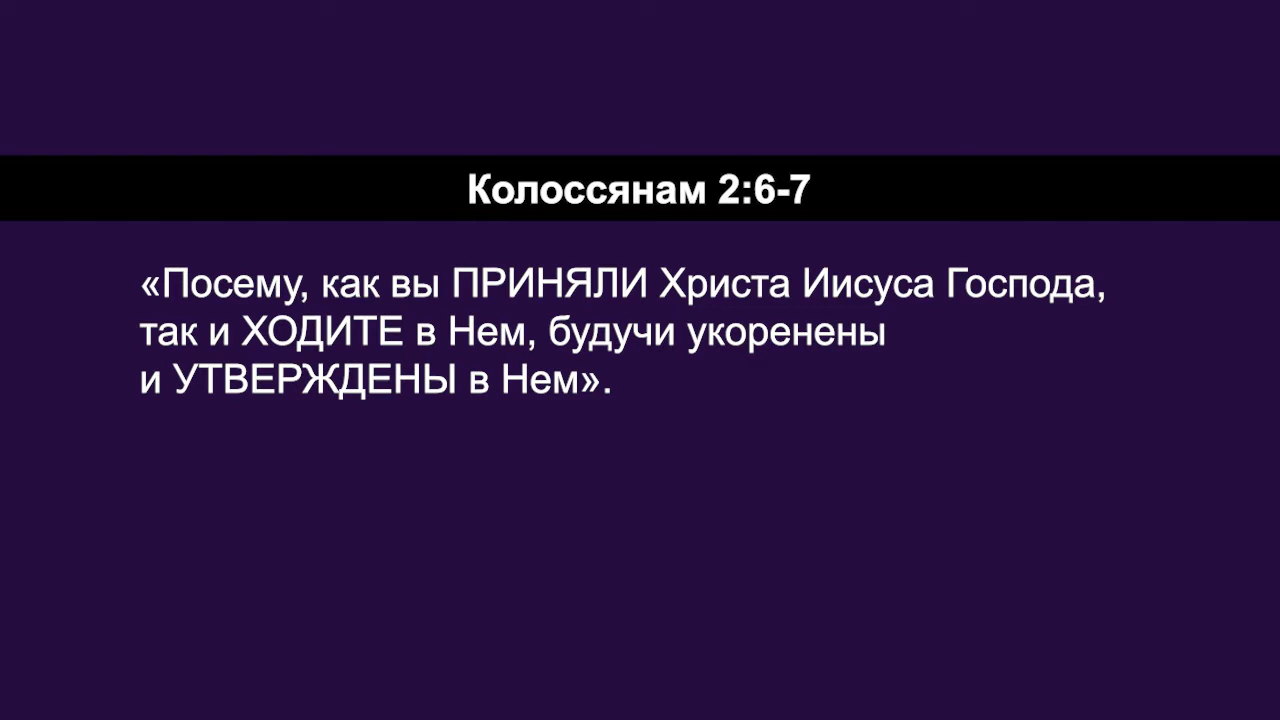 Колоссянам 2:6-7
«Посему, как вы ПРИНЯЛИ Христа Иисуса Господа,
так и ХОДИТЕ в Нем, будучи укоренены
и УТВЕРЖДЕНЫ в Нем».